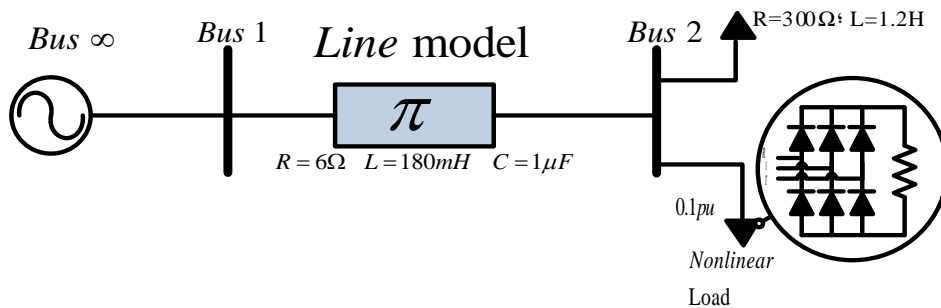 Bus ∞
Bus 1
Line model
Bus 2
R=300Ω؛ L=1.2H
π
R = 6Ω L = 180mH C = 1μF
0.1pu
Nonlinear
Load